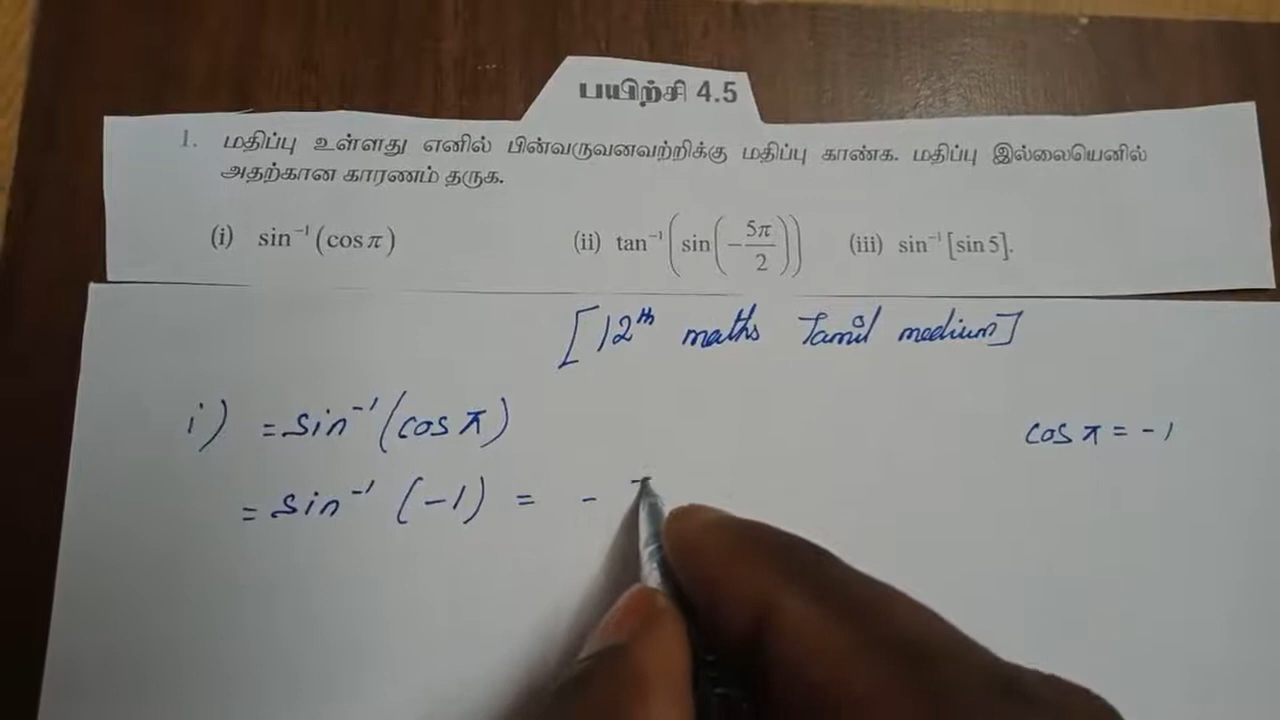 பயிற்சி 4.5
1. மதிப்பு உள்ளது எனில் பின்வருவனவற்றிக்கு மதிப்பு காண்க. மதிப்பு இல்லையெனில்
அதற்கான காரணம் தருக.
(i) sin⁻¹(cos π) (ii) tan⁻¹(sin(-5π/2)) (iii) sin⁻¹[sin 5].
[12th maths Tamil medium]
i) = sin⁻¹(cos π) cos π = -1
= sin⁻¹ (-1) = -